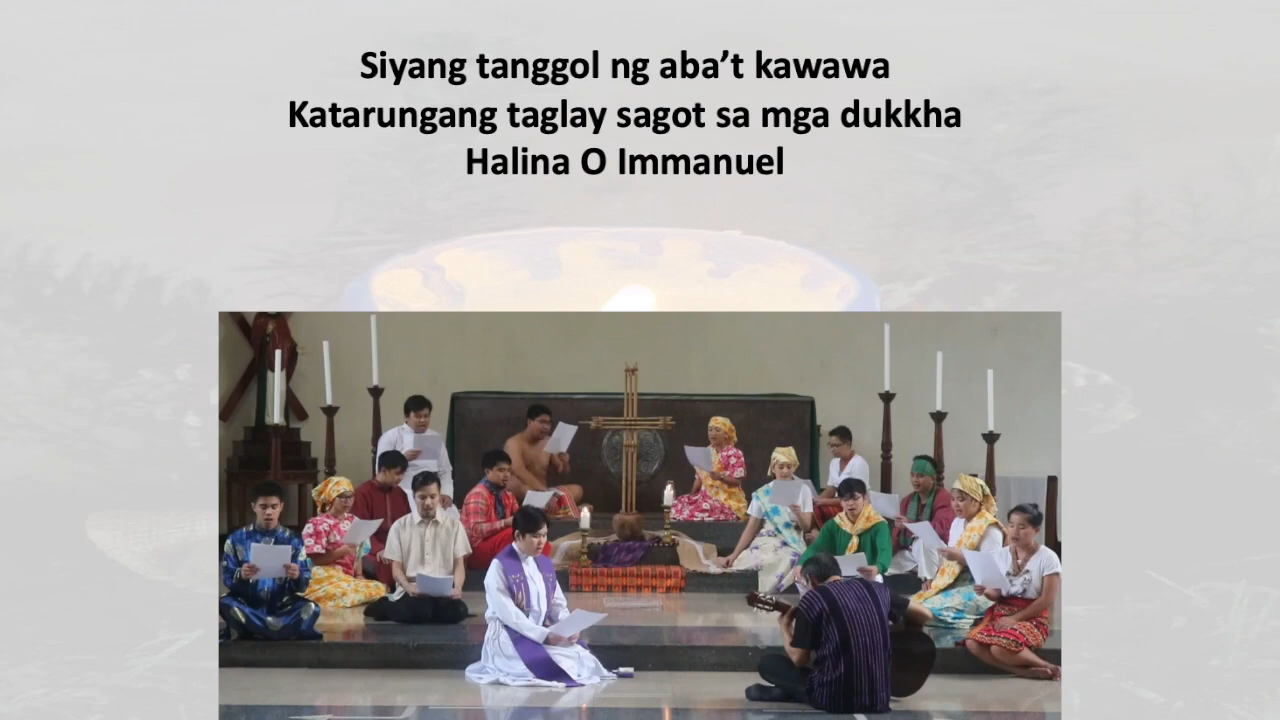 Siyang tanggol ng aba’t kawawa
Katarungang taglay sagot sa mga dukkha
Halina O Immanuel